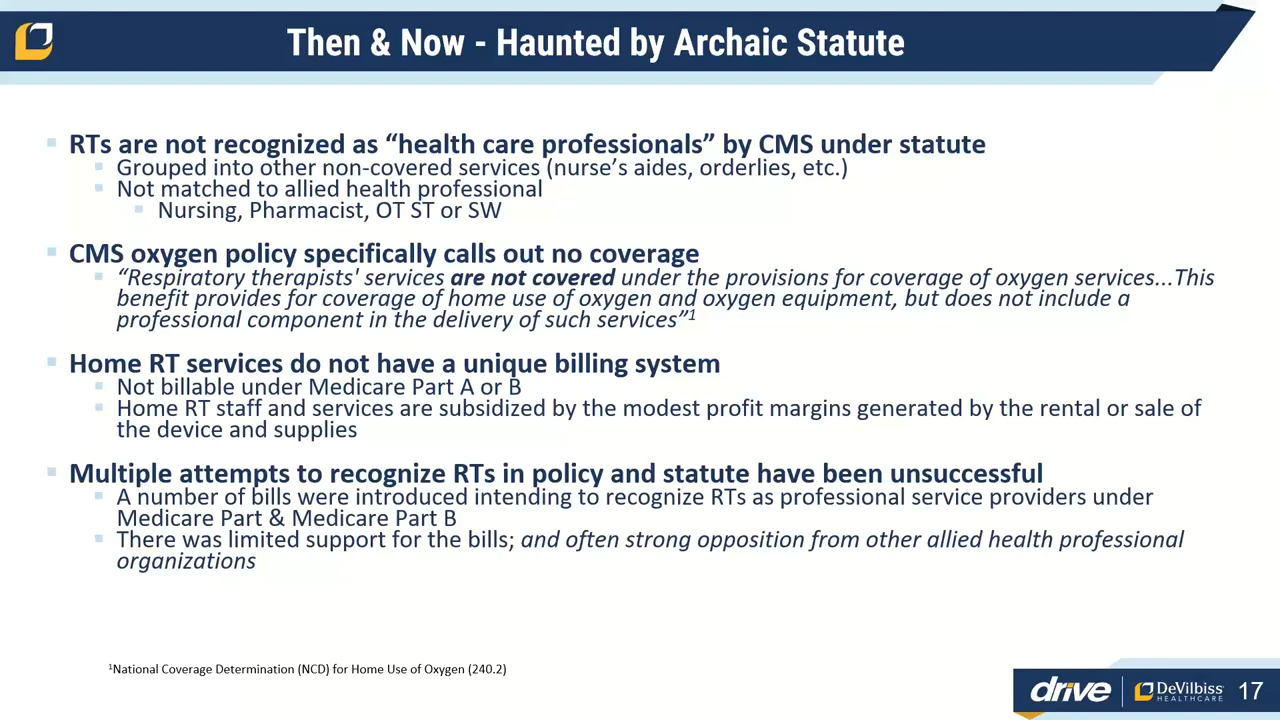 Then & Now - Haunted by Archaic Statute
RTs are not recognized as “health care professionals” by CMS under statute
Grouped into other non-covered services (nurse’s aides, orderlies, etc.)
Not matched to allied health professional
Nursing, Pharmacist, OT ST or SW
CMS oxygen policy specifically calls out no coverage
“Respiratory therapists' services are not covered under the provisions for coverage of oxygen services...This
benefit provides for coverage of home use of oxygen and oxygen equipment, but does not include a
professional component in the delivery of such services”1
Home RT services do not have a unique billing system
Not billable under Medicare Part A or B
Home RT staff and services are subsidized by the modest profit margins generated by the rental or sale of
the device and supplies
Multiple attempts to recognize RTs in policy and statute have been unsuccessful
A number of bills were introduced intending to recognize RTs as professional service providers under
Medicare Part & Medicare Part B
There was limited support for the bills; and often strong opposition from other allied health professional
organizations
1National Coverage Determination (NCD) for Home Use of Oxygen (240.2)
drive DeVilbiss HEALTHCARE 17